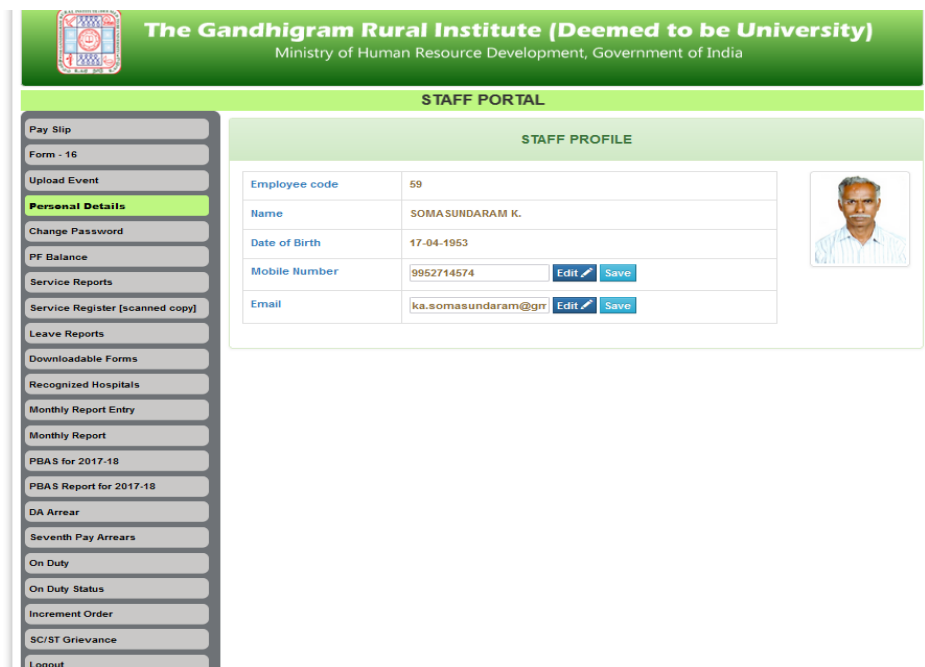 The Gandhigram Rural Institute (Deemed to be University)
Ministry of Human Resource Development, Government of India
STAFF PORTAL
Pay Slip
Form - 16
Upload Event
Personal Details
Change Password
PF Balance
Service Reports
Service Register [scanned copy]
Leave Reports
Downloadable Forms
Recognized Hospitals
Monthly Report Entry
Monthly Report
PBAS for 2017-18
PBAS Report for 2017-18
DA Arrear
Seventh Pay Arrears
On Duty
On Duty Status
Increment Order
SC/ST Grievance
Logout
STAFF PROFILE
Employee code 59
Name SOMASUNDARAM K.
Date of Birth 17-04-1953
Mobile Number 9952714574 Edit Save
Email ka.somasundaram@gm Edit Save